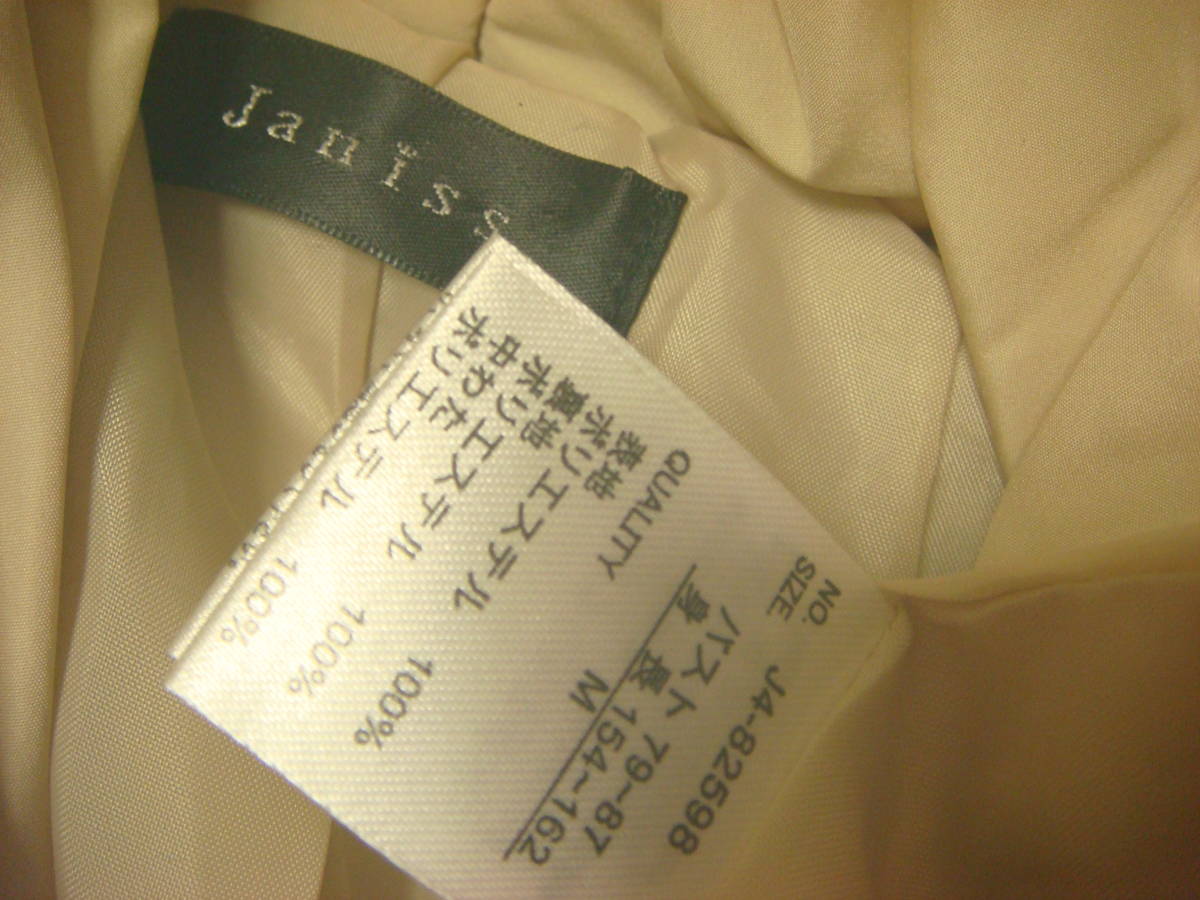 Janiss
NO. J4-82598
SIZE バスト 79~87
身長 154~162
M
QUALITY
表地
ポリエステル 100%
裏地
ポリエステル 100%
中わた
ポリエステル 100%